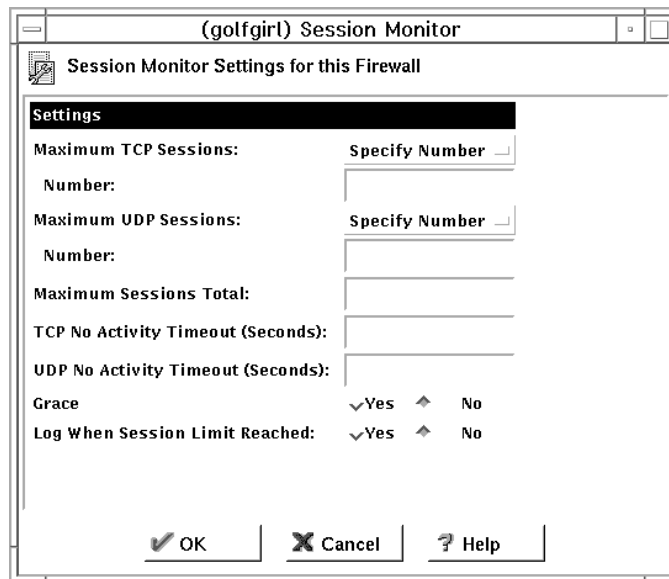 (golfgirl) Session Monitor
Session Monitor Settings for this Firewall
Settings
Maximum TCP Sessions: Specify Number
Number:
Maximum UDP Sessions: Specify Number
Number:
Maximum Sessions Total:
TCP No Activity Timeout (Seconds):
UDP No Activity Timeout (Seconds):
Grace Yes No
Log When Session Limit Reached: Yes No
OK Cancel Help